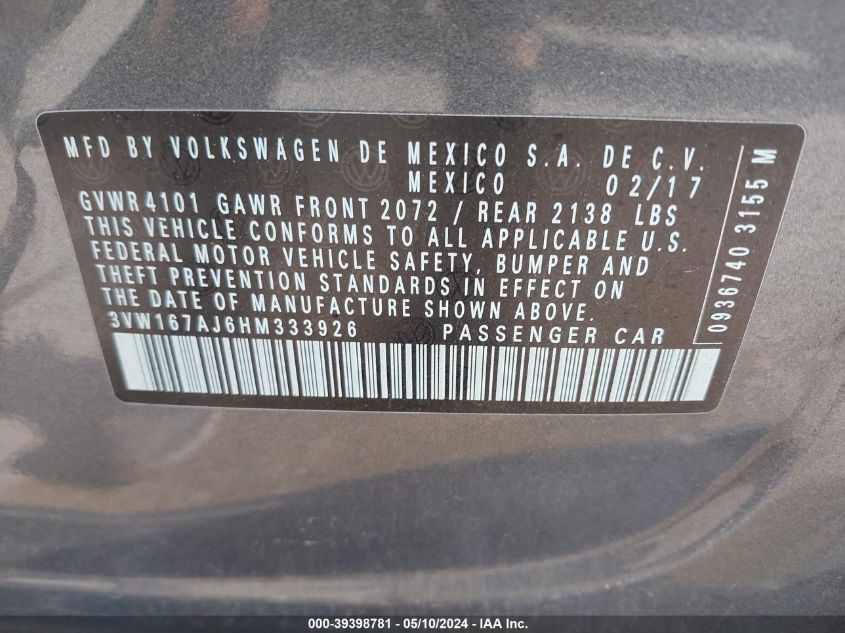 MFD BY VOLKSWAGEN DE MEXICO S.A. DE C.V.
MEXICO 02/17
GVWR 4101 GAWR FRONT 2072 / REAR 2138 LBS
THIS VEHICLE CONFORMS TO ALL APPLICABLE U.S.
FEDERAL MOTOR VEHICLE SAFETY, BUMPER AND
THEFT PREVENTION STANDARDS IN EFFECT ON
THE DATE OF MANUFACTURE SHOWN ABOVE.
3VW167AJ6HM333926 PASSENGER CAR
0936740 3155 M
000-39398781 - 05/10/2024 - IAA Inc.